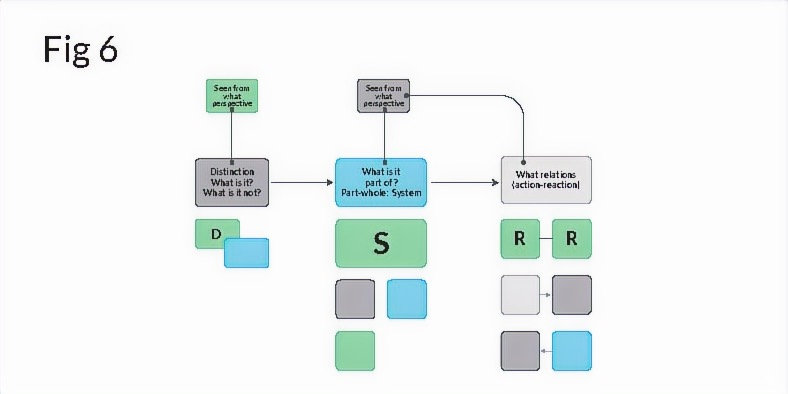 Fig 6
Seen from
what
perspective
Seen from
what
perspective
Distinction
What is it?
What is it not?
What is it
part of?
Part-whole: System
What relations
(action-reaction)
D
S
R
R